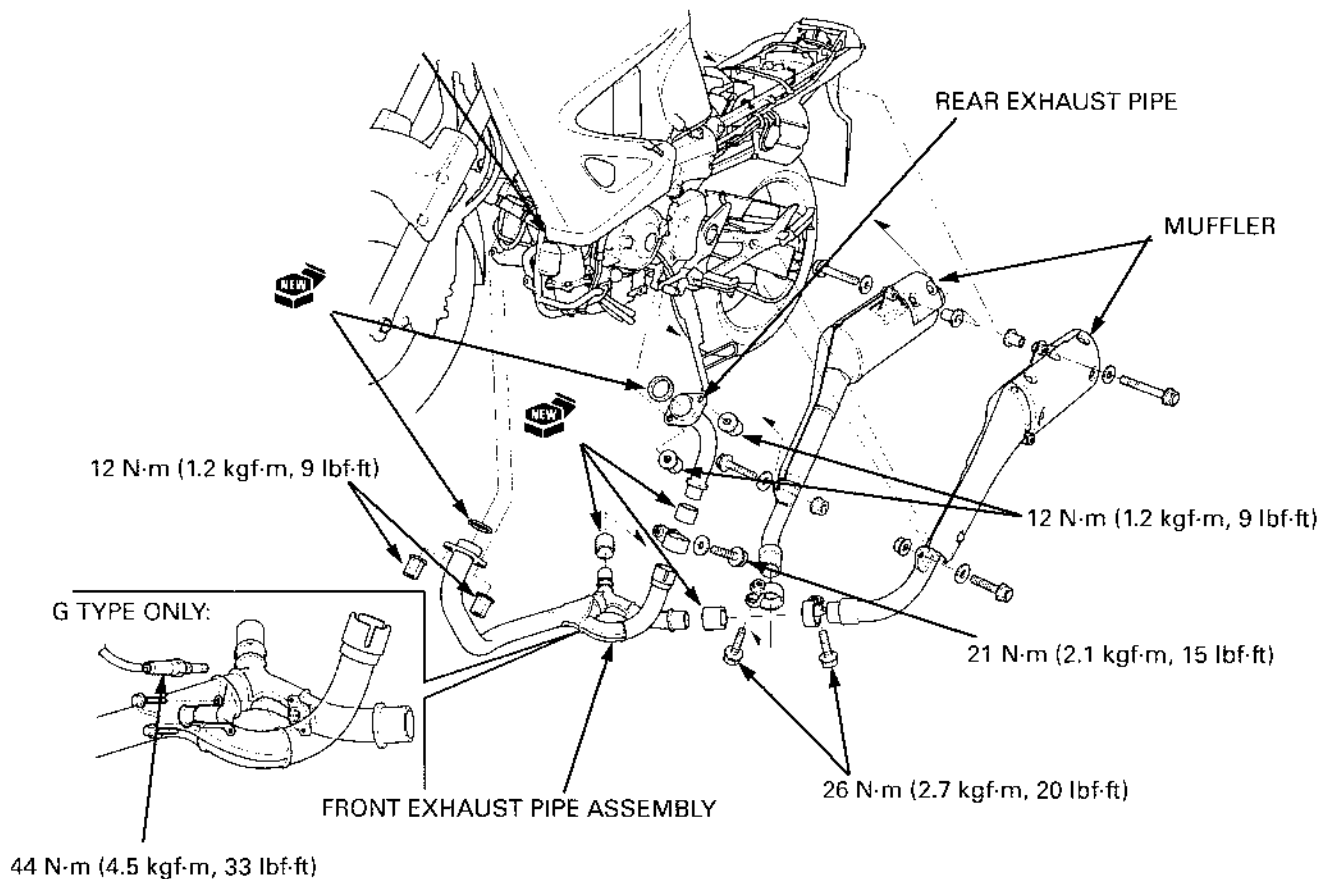 REAR EXHAUST PIPE
MUFFLER
NEW
NEW
12 N·m (1.2 kgf·m, 9 lbf·ft)
12 N·m (1.2 kgf·m, 9 lbf·ft)
G TYPE ONLY:
21 N·m (2.1 kgf·m, 15 lbf·ft)
26 N·m (2.7 kgf·m, 20 lbf·ft)
FRONT EXHAUST PIPE ASSEMBLY
44 N·m (4.5 kgf·m, 33 lbf·ft)